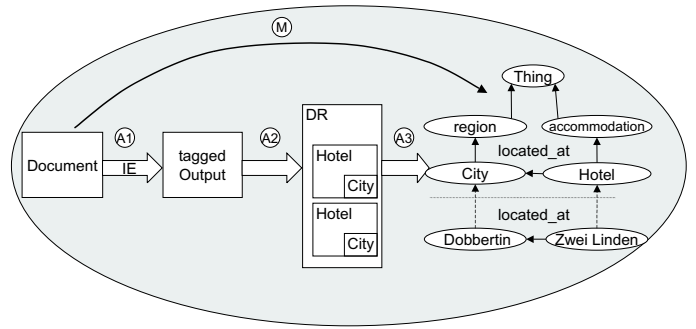 M
Thing
DR
A1
A2
A3
region
accommodation
Document
IE
tagged
Output
Hotel
City
located_at
City
Hotel
Hotel
City
located_at
Dobbertin
Zwei Linden